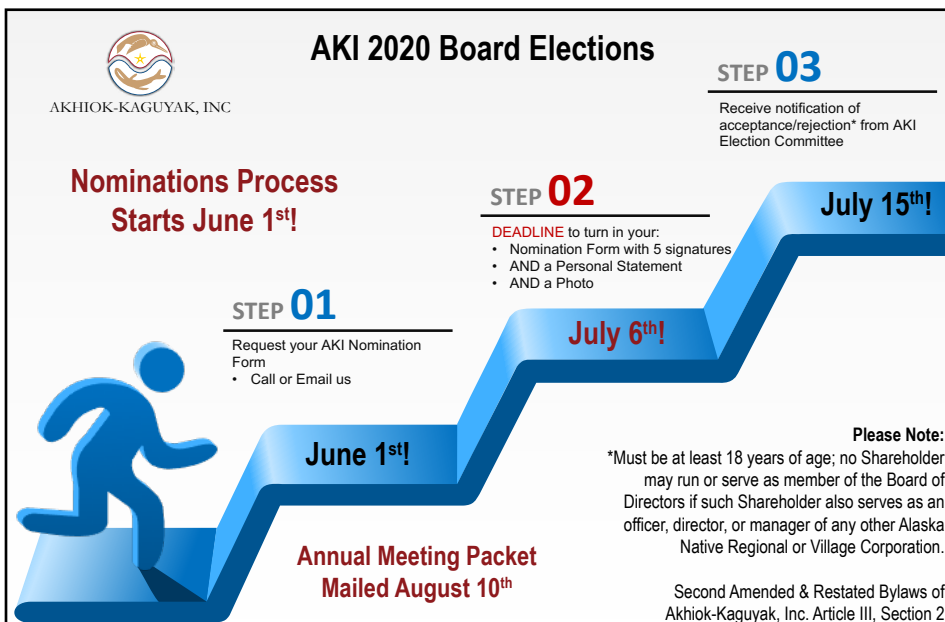 AKI 2020 Board Elections
AKHIOK-KAGUYAK, INC
Nominations Process
Starts June 1st!
STEP 01
Request your AKI Nomination
Form
• Call or Email us
June 1st!
STEP 02
DEADLINE to turn in your:
• Nomination Form with 5 signatures
• AND a Personal Statement
• AND a Photo
July 6th!
STEP 03
Receive notification of
acceptance/rejection* from AKI
Election Committee
July 15th!
Annual Meeting Packet
Mailed August 10th
Please Note:
*Must be at least 18 years of age; no Shareholder
may run or serve as member of the Board of
Directors if such Shareholder also serves as an
officer, director, or manager of any other Alaska
Native Regional or Village Corporation.
Second Amended & Restated Bylaws of
Akhiok-Kaguyak, Inc. Article III, Section 2